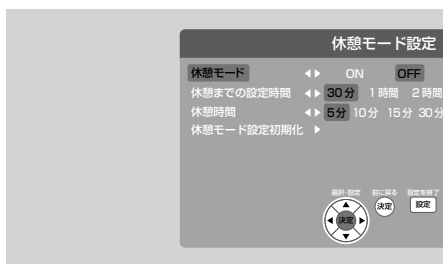 休憩モード設定
休憩モード ◀▶ ON OFF
休憩までの設定時間 ◀▶ 30分 1時間 2時間
休憩時間 ◀▶ 5分 10分 15分 30分
休憩モード設定初期化 ▶
選択・設定 前に戻る 設定を終了
決定 決定 設定